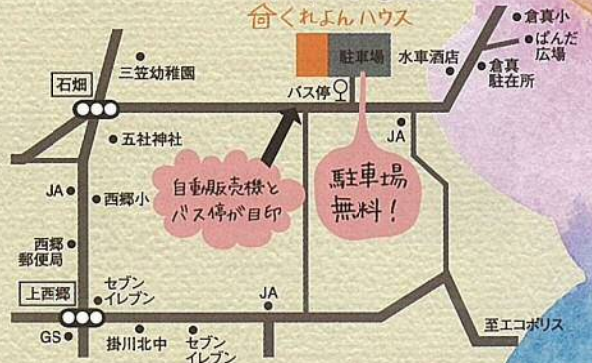 くれよんハウス
倉真小
ぱんだ
広場
駐車場
水車酒店
倉真
駐在所
三笠幼稚園
石畑
バス停
五社神社
JA
自動販売機と
バス停が目印
駐車場
無料！
JA
西郷小
西郷
郵便局
上西郷
セブン
イレブン
JA
至エコポリス
GS
掛川北中
セブン
イレブン